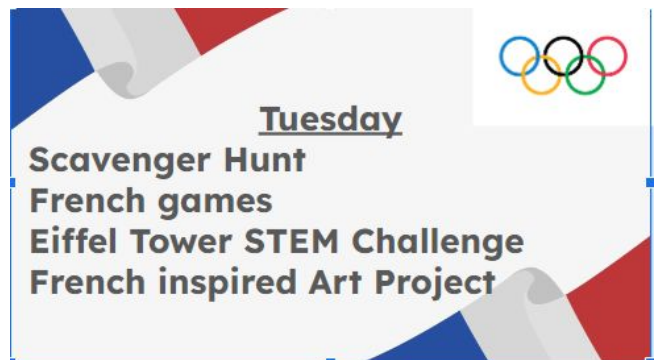 Tuesday
Scavenger Hunt
French games
Eiffel Tower STEM Challenge
French inspired Art Project